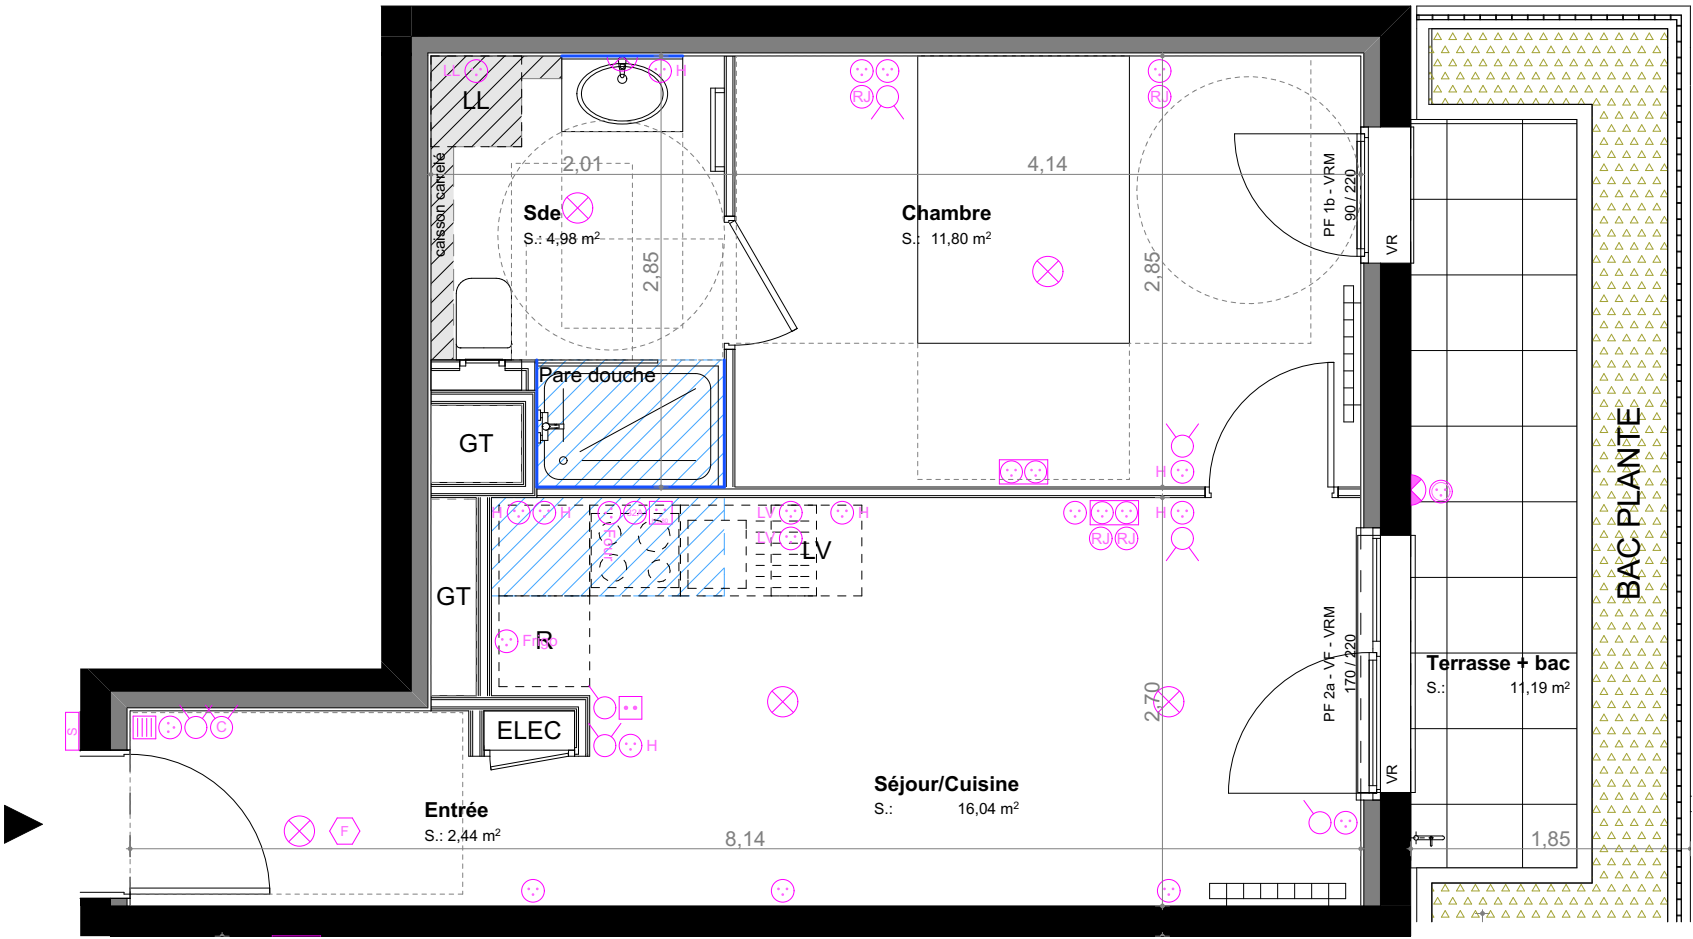 LL
H
LL
RJ
RJ
caisson carrelé
2,01
4,14
Sde
S.: 4,98 m²
Chambre
S.: 11,80 m²
2,85
2,85
PF 1b - VRM
90 / 220
VR
Pare douche
GT
H
BAC PLANTE
H
H
LV
H
H
LV
LV
RJ
RJ
Four
GT
Frigo
R
PF 2a - VF - VRM
170 / 220
Terrasse + bac
S.: 11,19 m²
2,70
S
C
ELEC
H
VR
Séjour/Cuisine
S.: 16,04 m²
Entrée
S.: 2,44 m²
F
8,14
1,85